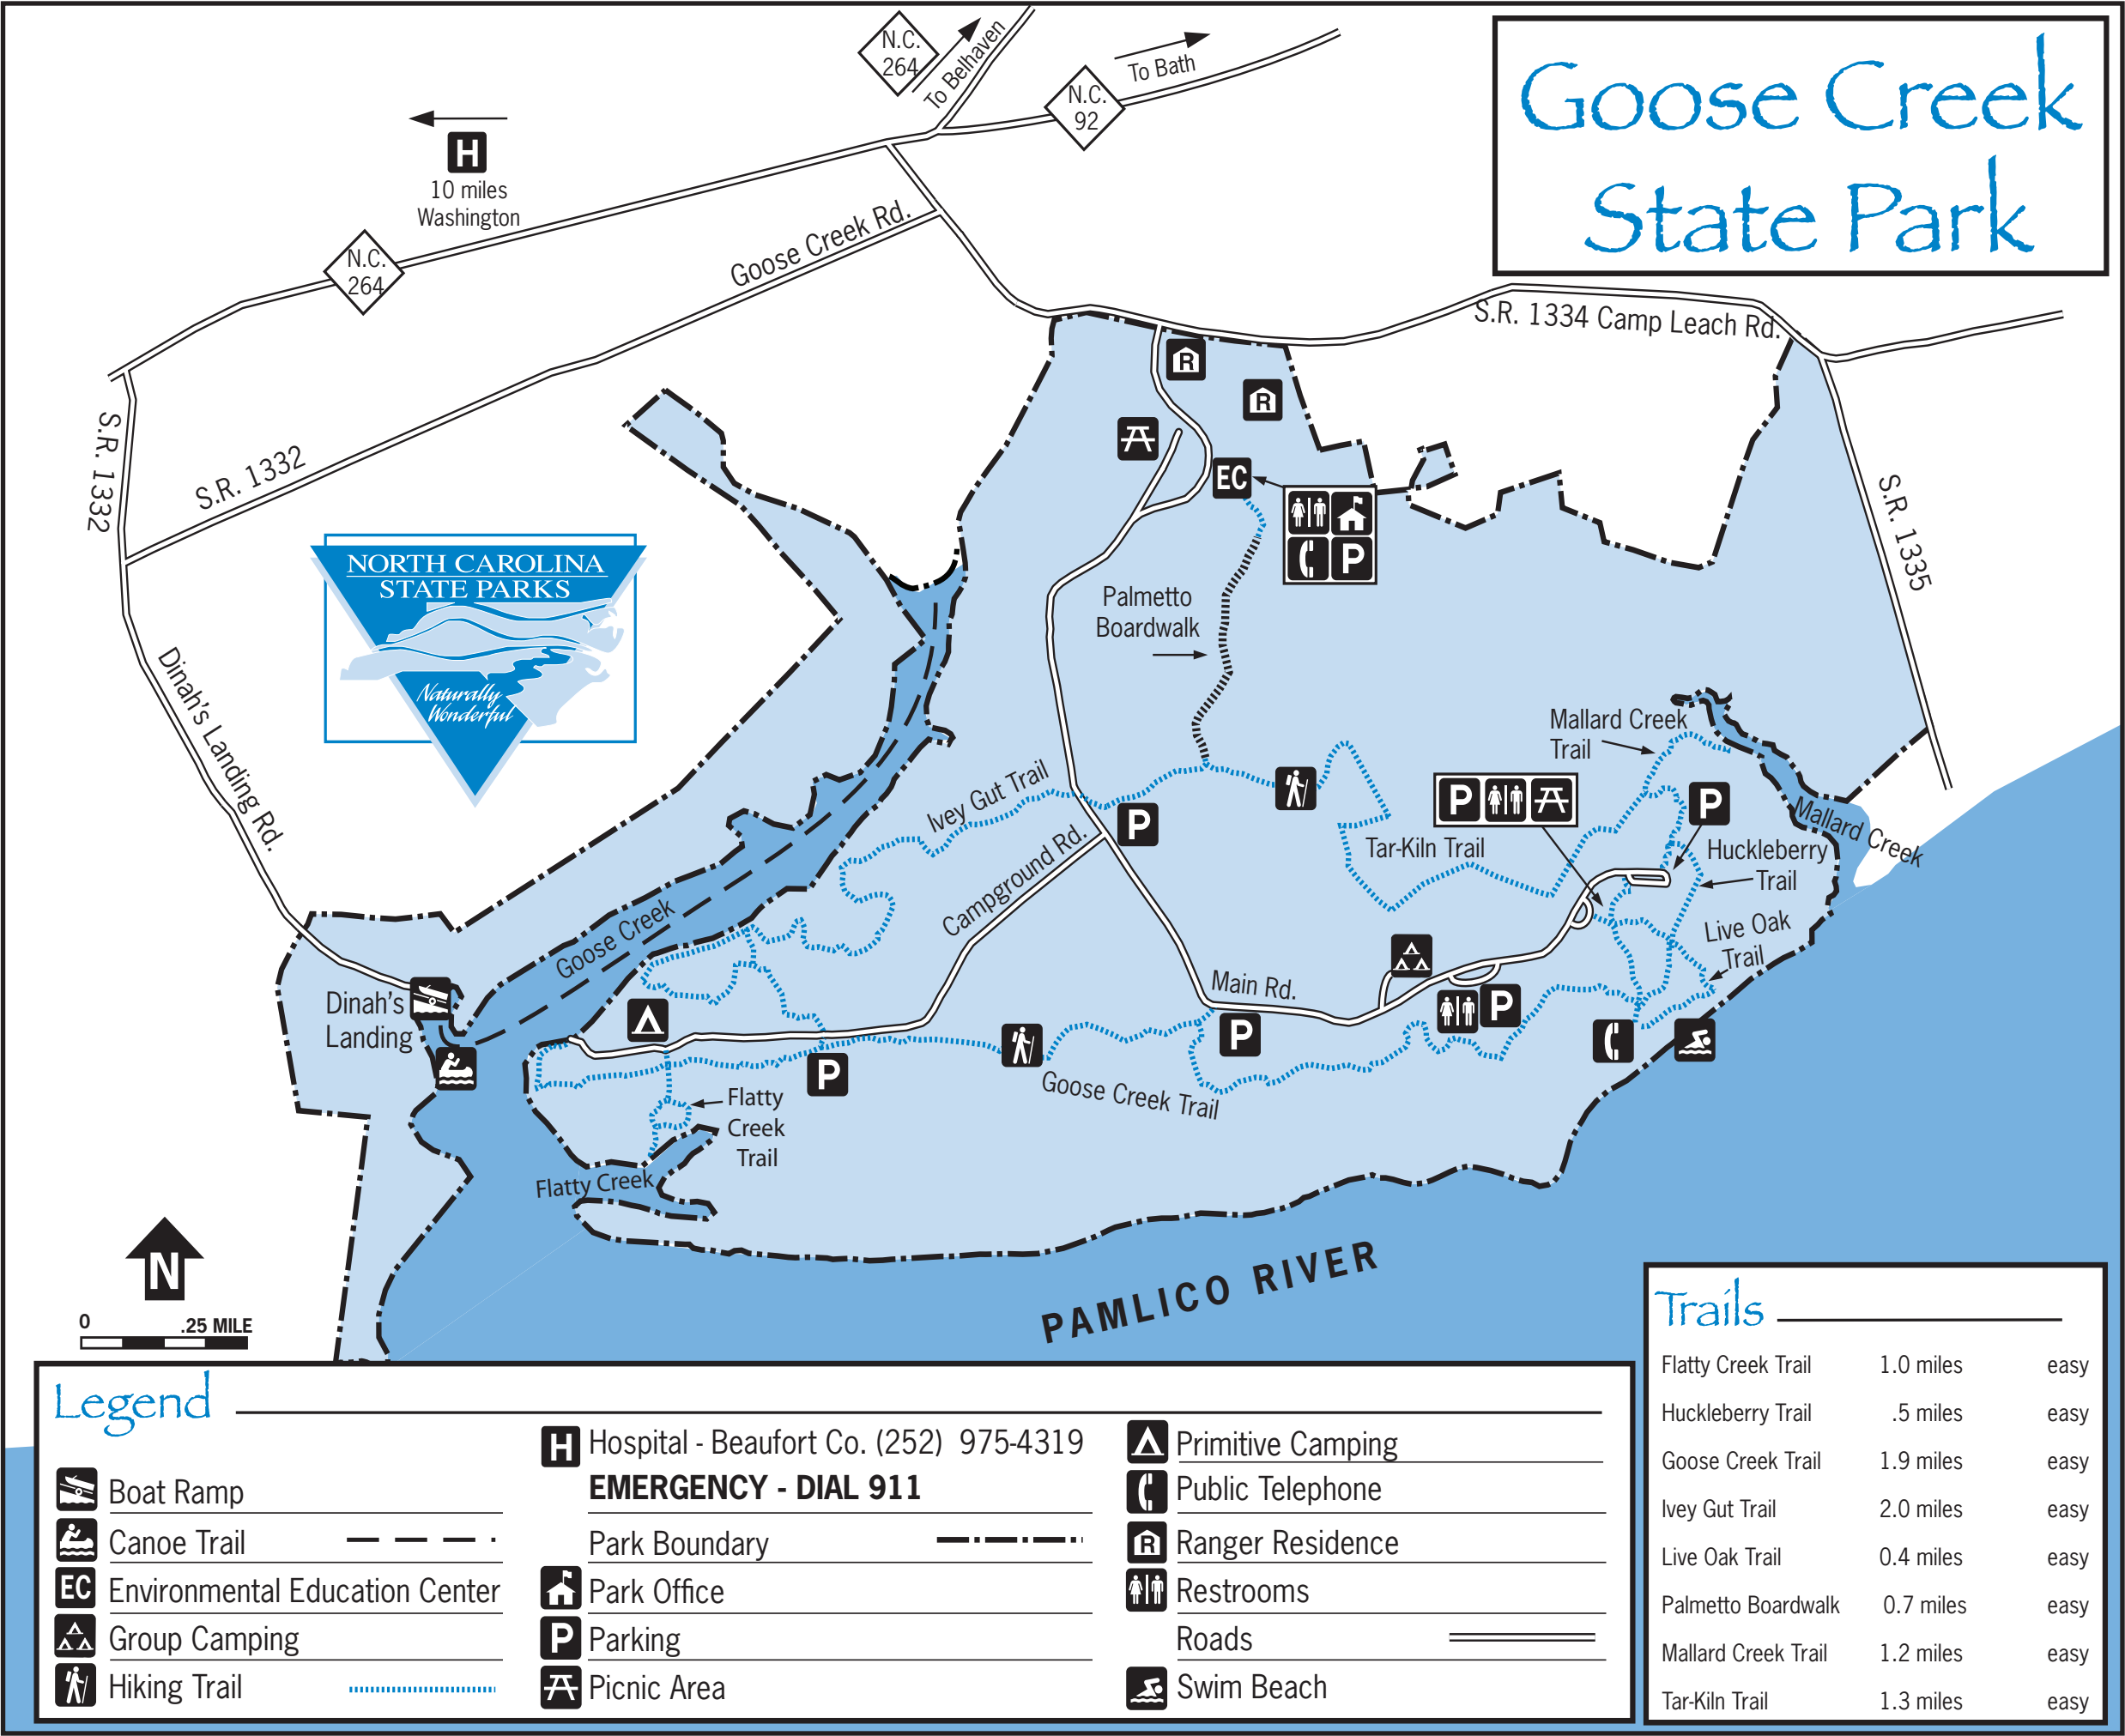 Goose Creek
State Park
N.C.
264
To Belhaven
To Bath
N.C.
92
H
10 miles
Washington
N.C.
264
Goose Creek Rd.
S.R. 1334 Camp Leach Rd.
S.R. 1332
S.R. 1332
S.R. 1335
R
R
EC
P
NORTH CAROLINA
STATE PARKS
Naturally
Wonderful
Palmetto
Boardwalk
Dinah's Landing Rd.
Mallard Creek
Trail
Ivey Gut Trail
P
P
P
Mallard Creek
Tar-Kiln Trail
Huckleberry
Trail
Campground Rd.
Goose Creek
Live Oak
Trail
Main Rd.
Dinah's
Landing
P
P
P
Goose Creek Trail
Flatty
Creek
Trail
Flatty Creek
N
0 .25 MILE
PAMLICO RIVER
Legend
Boat Ramp
Canoe Trail
EC Environmental Education Center
Group Camping
Hiking Trail
H Hospital - Beaufort Co. (252) 975-4319
EMERGENCY - DIAL 911
Park Boundary
Park Office
P Parking
Picnic Area
Primitive Camping
Public Telephone
R Ranger Residence
Restrooms
Roads
Swim Beach
Trails
Flatty Creek Trail 1.0 miles easy
Huckleberry Trail .5 miles easy
Goose Creek Trail 1.9 miles easy
Ivey Gut Trail 2.0 miles easy
Live Oak Trail 0.4 miles easy
Palmetto Boardwalk 0.7 miles easy
Mallard Creek Trail 1.2 miles easy
Tar-Kiln Trail 1.3 miles easy